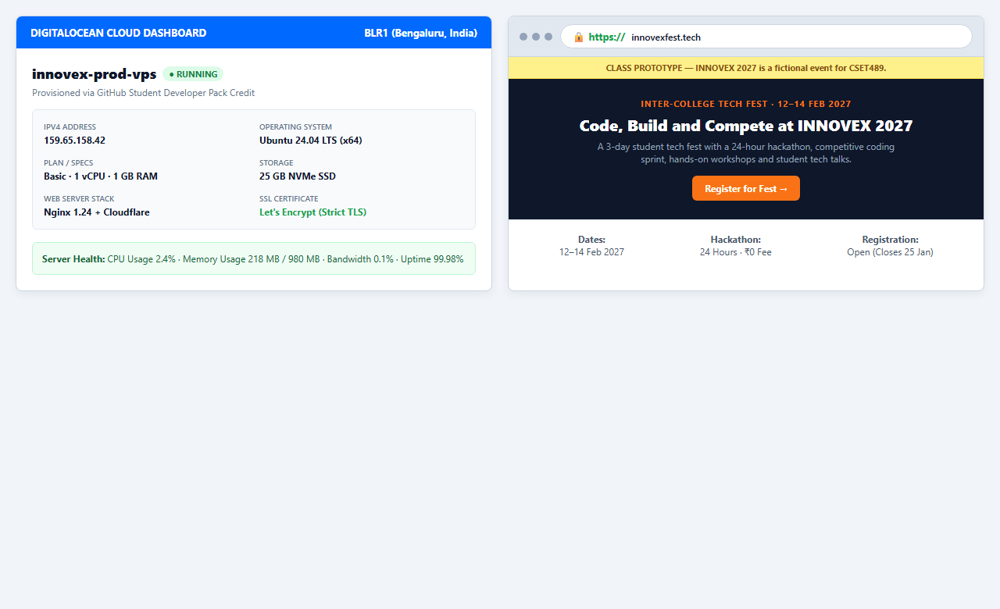 DIGITALOCEAN CLOUD DASHBOARD
BLR1 (Bengaluru, India)
innovex-prod-vps
● RUNNING
Provisioned via GitHub Student Developer Pack Credit
IPV4 ADDRESS
159.65.158.42
OPERATING SYSTEM
Ubuntu 24.04 LTS (x64)
PLAN / SPECS
Basic · 1 vCPU · 1 GB RAM
STORAGE
25 GB NVMe SSD
WEB SERVER STACK
Nginx 1.24 + Cloudflare
SSL CERTIFICATE
Let's Encrypt (Strict TLS)
Server Health: CPU Usage 2.4% · Memory Usage 218 MB / 980 MB · Bandwidth 0.1% · Uptime 99.98%
https:// innovexfest.tech
CLASS PROTOTYPE — INNOVEX 2027 is a fictional event for CSET489.
INTER-COLLEGE TECH FEST · 12–14 FEB 2027
Code, Build and Compete at INNOVEX 2027
A 3-day student tech fest with a 24-hour hackathon, competitive coding
sprint, hands-on workshops and student tech talks.
Register for Fest →
Dates:
12–14 Feb 2027
Hackathon:
24 Hours · ₹0 Fee
Registration:
Open (Closes 25 Jan)